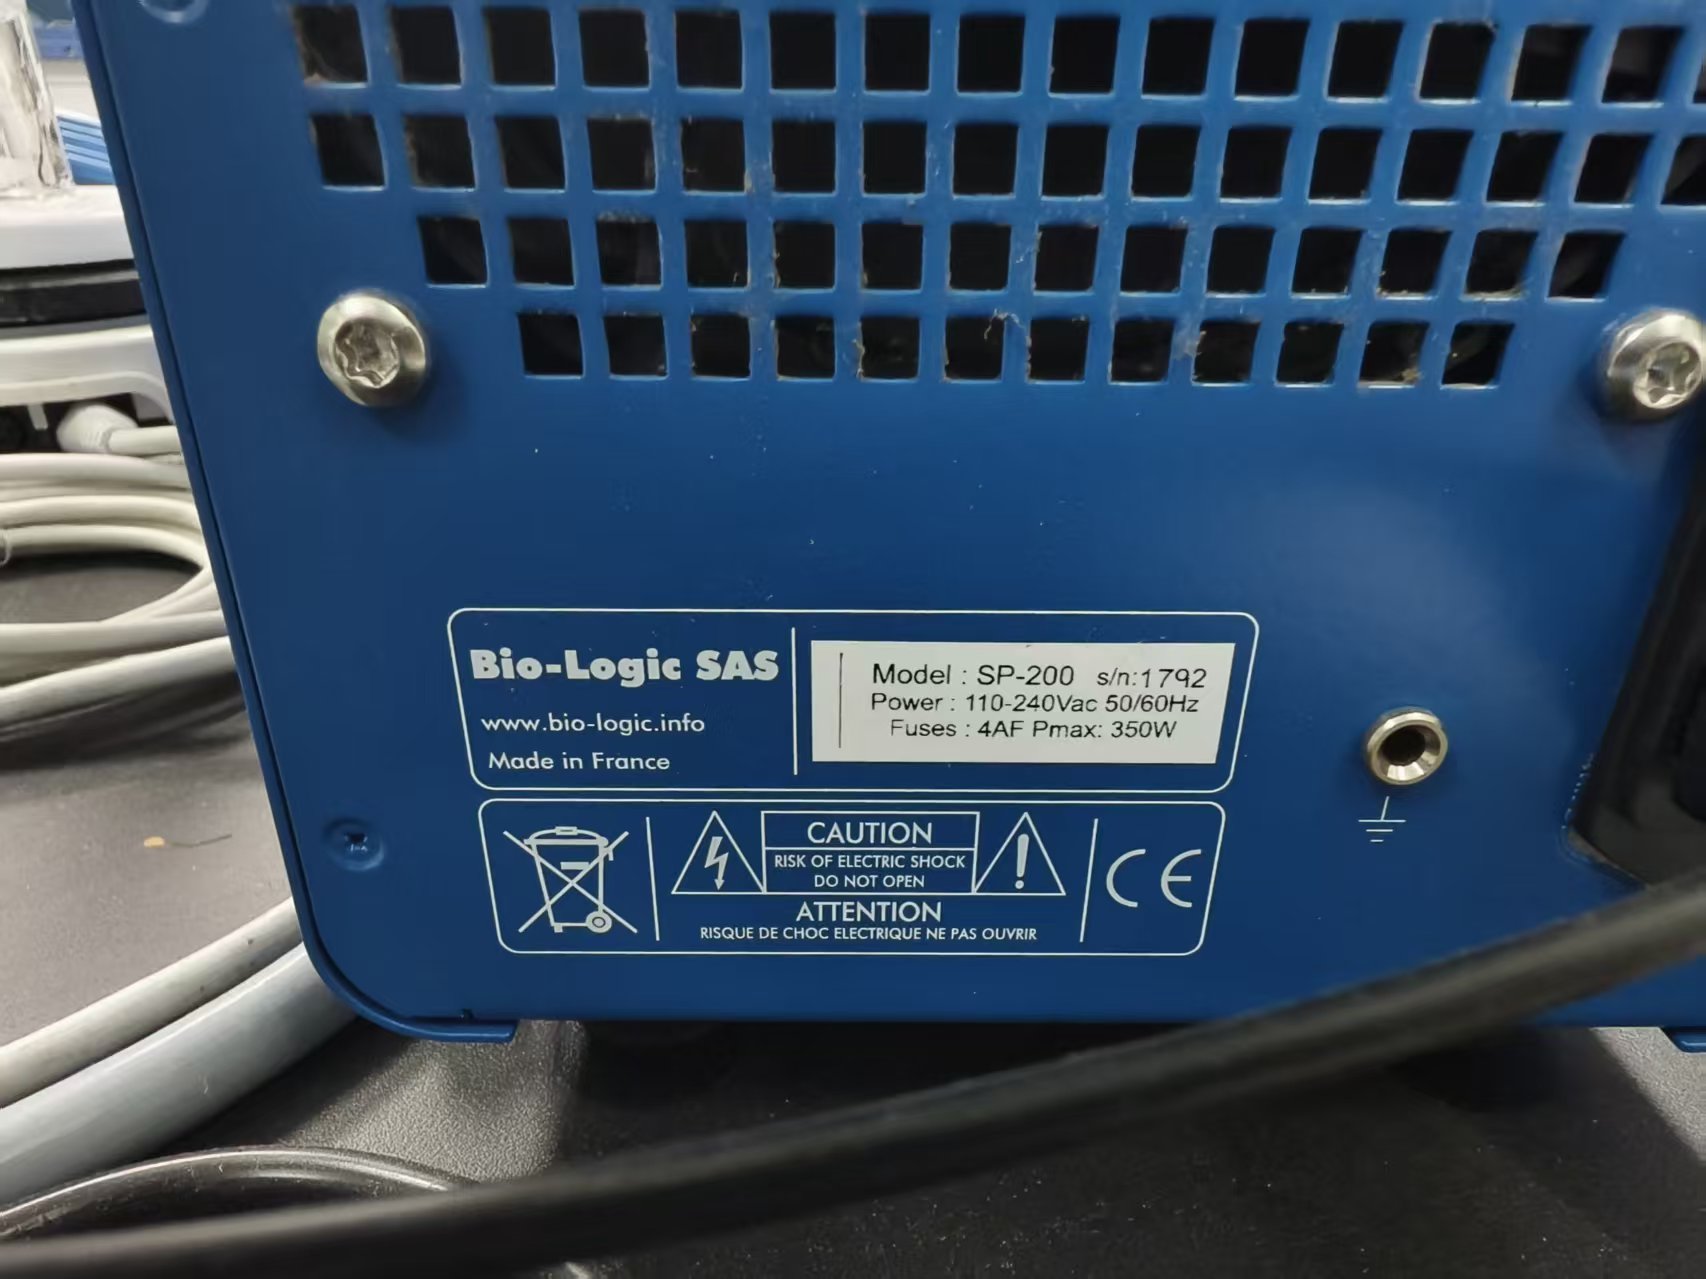 Bio-Logic SAS
www.bio-logic.info
Made in France
Model : SP-200 s/n:1792
Power : 110-240Vac 50/60Hz
Fuses : 4AF Pmax: 350W
CAUTION
RISK OF ELECTRIC SHOCK
DO NOT OPEN
ATTENTION
RISQUE DE CHOC ELECTRIQUE NE PAS OUVRIR
CE